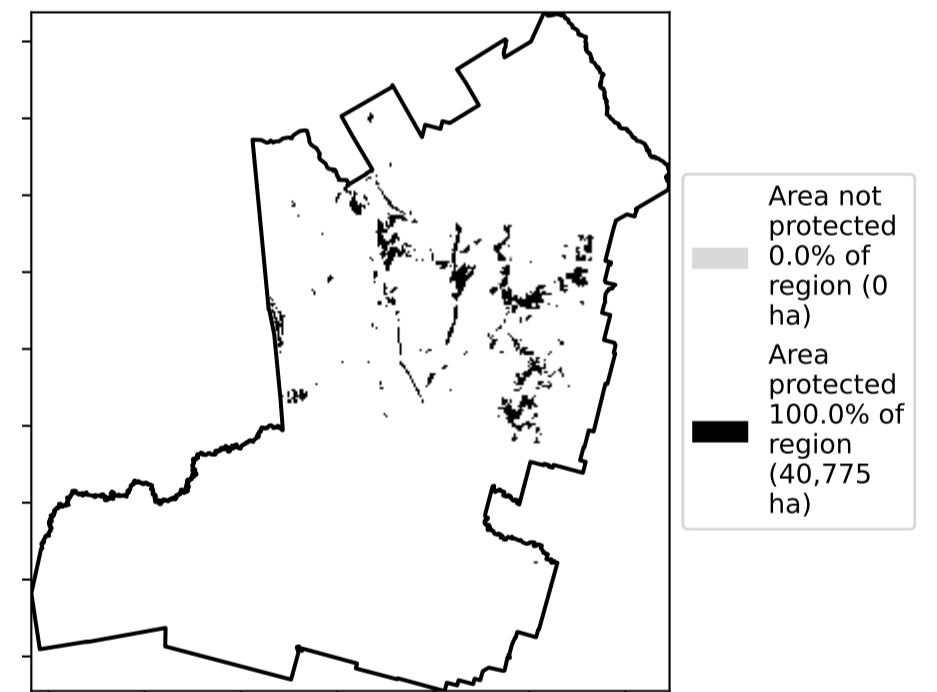 Area not
protected
0.0% of
region (0
ha)
Area
protected
100.0% of
region
(40,775
ha)